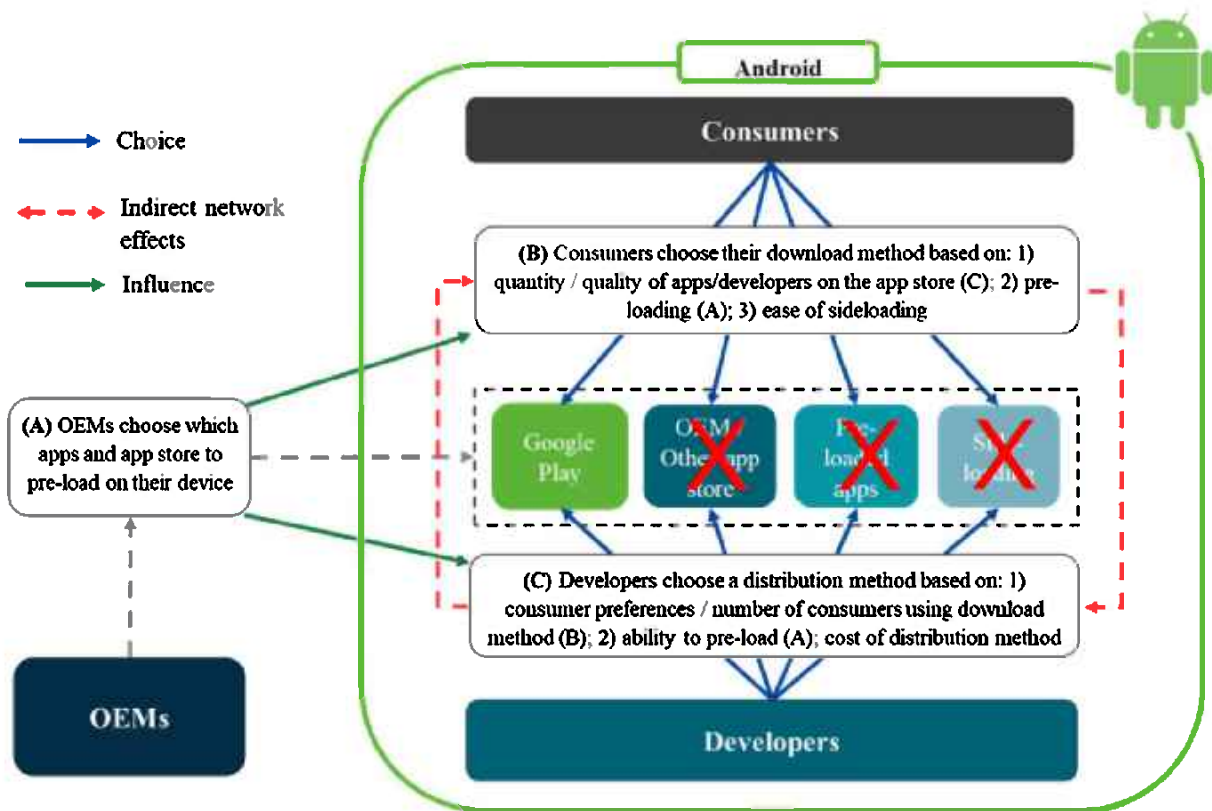 Android
Consumers
Choice
Indirect network
effects
Influence
(B) Consumers choose their download method based on: 1)
quantity / quality of apps/developers on the app store (C); 2) pre-
loading (A); 3) ease of sideloading
(A) OEMs choose which
apps and app store to
pre-load on their device
Google
Play
OEM /
Other app
store
Pre-
loaded
apps
Side-
loading
(C) Developers choose a distribution method based on: 1)
consumer preferences / number of consumers using download
method (B); 2) ability to pre-load (A); cost of distribution method
OEMs
Developers